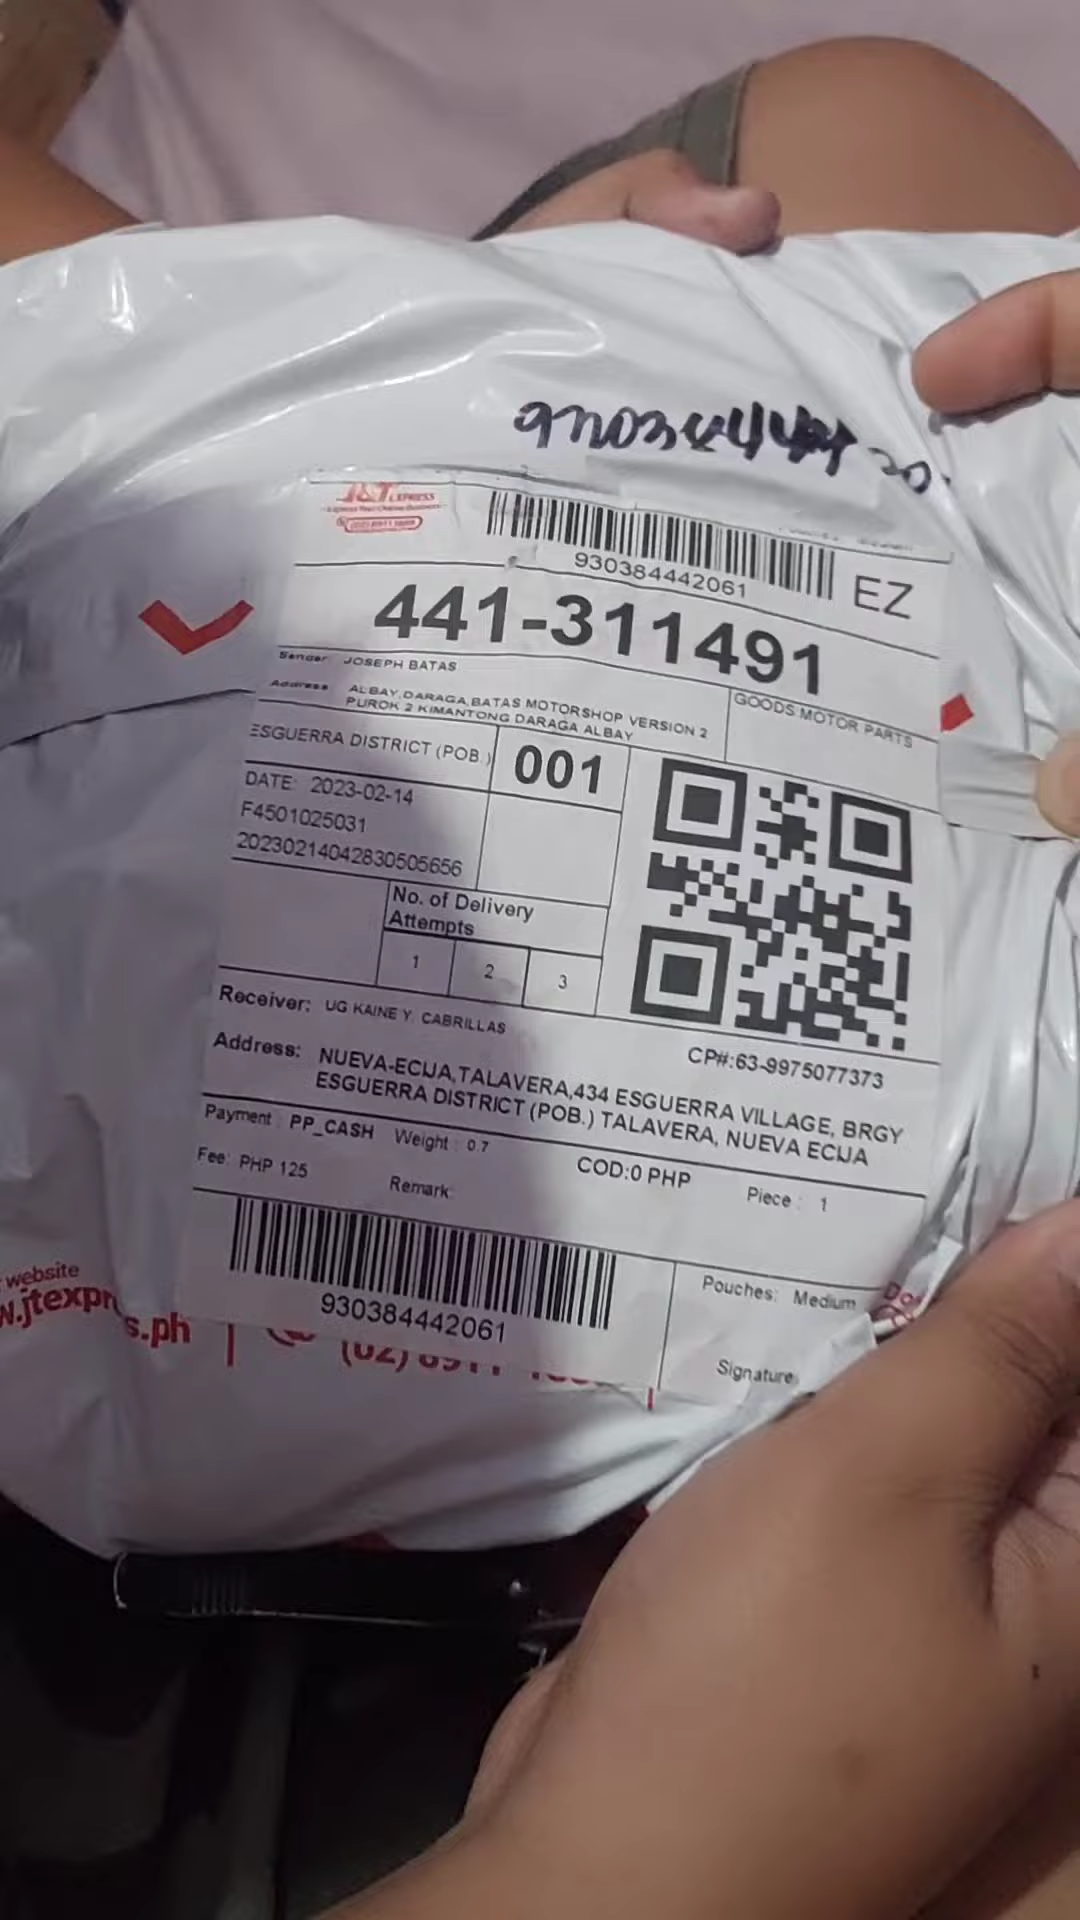 J&T EXPRESS
930384442061
EZ
441-311491
Sender: JOSEPH BATAS
Address ALBAY,DARAGA,BATAS MOTORSHOP VERSION 2
PUROK 2 KIMANTONG DARAGA ALBAY
GOODS MOTOR PARTS
ESGUERRA DISTRICT (POB.)
001
DATE: 2023-02-14
F4501025031
20230214042830505656
No. of Delivery
Attempts
1 2 3
Receiver: UG KAINE Y. CABRILLAS
CP#:63-9975077373
Address: NUEVA-ECIJA,TALAVERA,434 ESGUERRA VILLAGE, BRGY
ESGUERRA DISTRICT (POB.) TALAVERA, NUEVA ECIJA
Payment : PP_CASH Weight : 0.7
COD:0 PHP
Piece : 1
Fee: PHP 125
Remark:
930384442061
Pouches: Medium
Signature:
website
s.ph